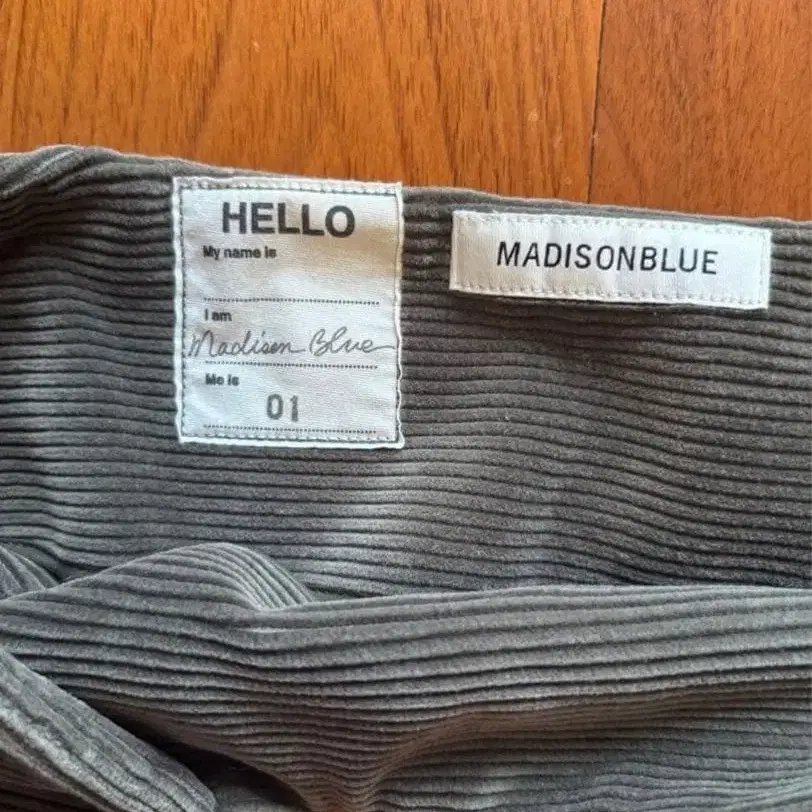 HELLO
My name is
I am
Madison Blue
Me is
01
MADISONBLUE